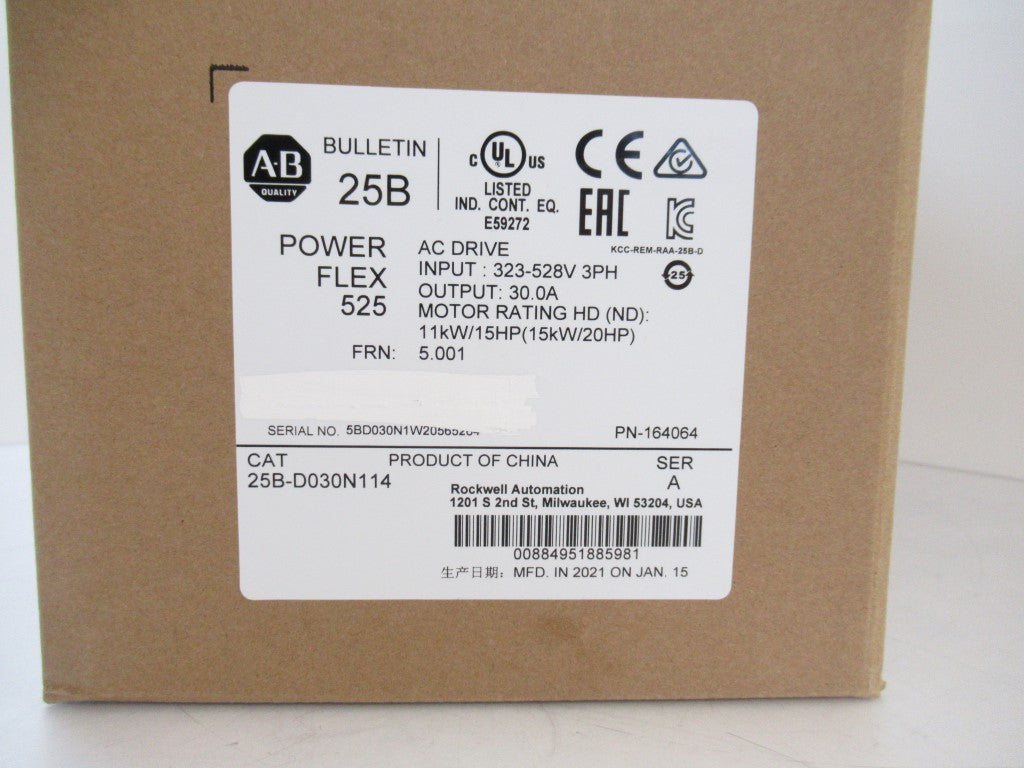 A·B
QUALITY
BULLETIN
25B
C UL US
LISTED
IND. CONT. EQ.
E59272
CE
EAC
KCC-REM-RAA-25B-D
25
POWER
FLEX
525
AC DRIVE
INPUT : 323-528V 3PH
OUTPUT: 30.0A
MOTOR RATING HD (ND):
11kW/15HP(15kW/20HP)
FRN: 5.001
SERIAL NO.
PN-164064
CAT
25B-D030N114
PRODUCT OF CHINA
SER
A
Rockwell Automation
1201 S 2nd St, Milwaukee, WI 53204, USA
00884951885981
生产日期: MFD. IN 2021 ON JAN. 15